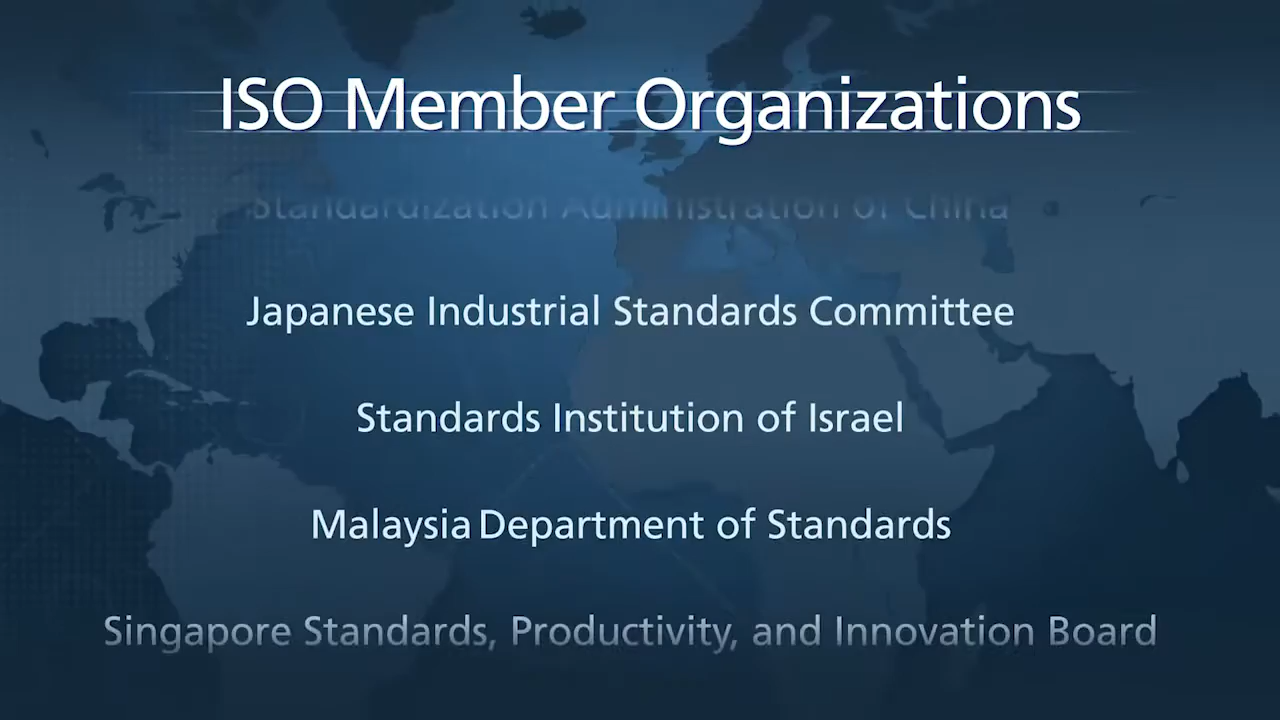 ISO Member Organizations
Standardization Administration of China
Japanese Industrial Standards Committee
Standards Institution of Israel
Malaysia Department of Standards
Singapore Standards, Productivity, and Innovation Board